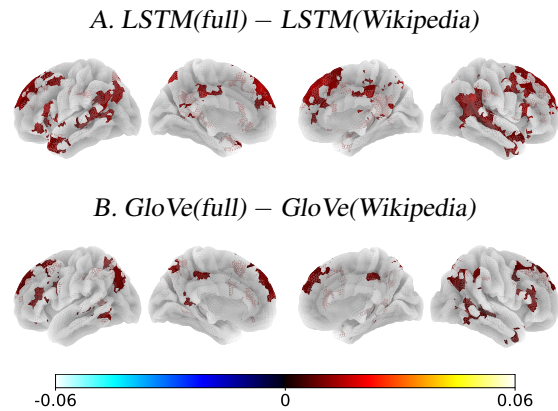 A. LSTM(full) − LSTM(Wikipedia)
B. GloVe(full) − GloVe(Wikipedia)
-0.06 0 0.06